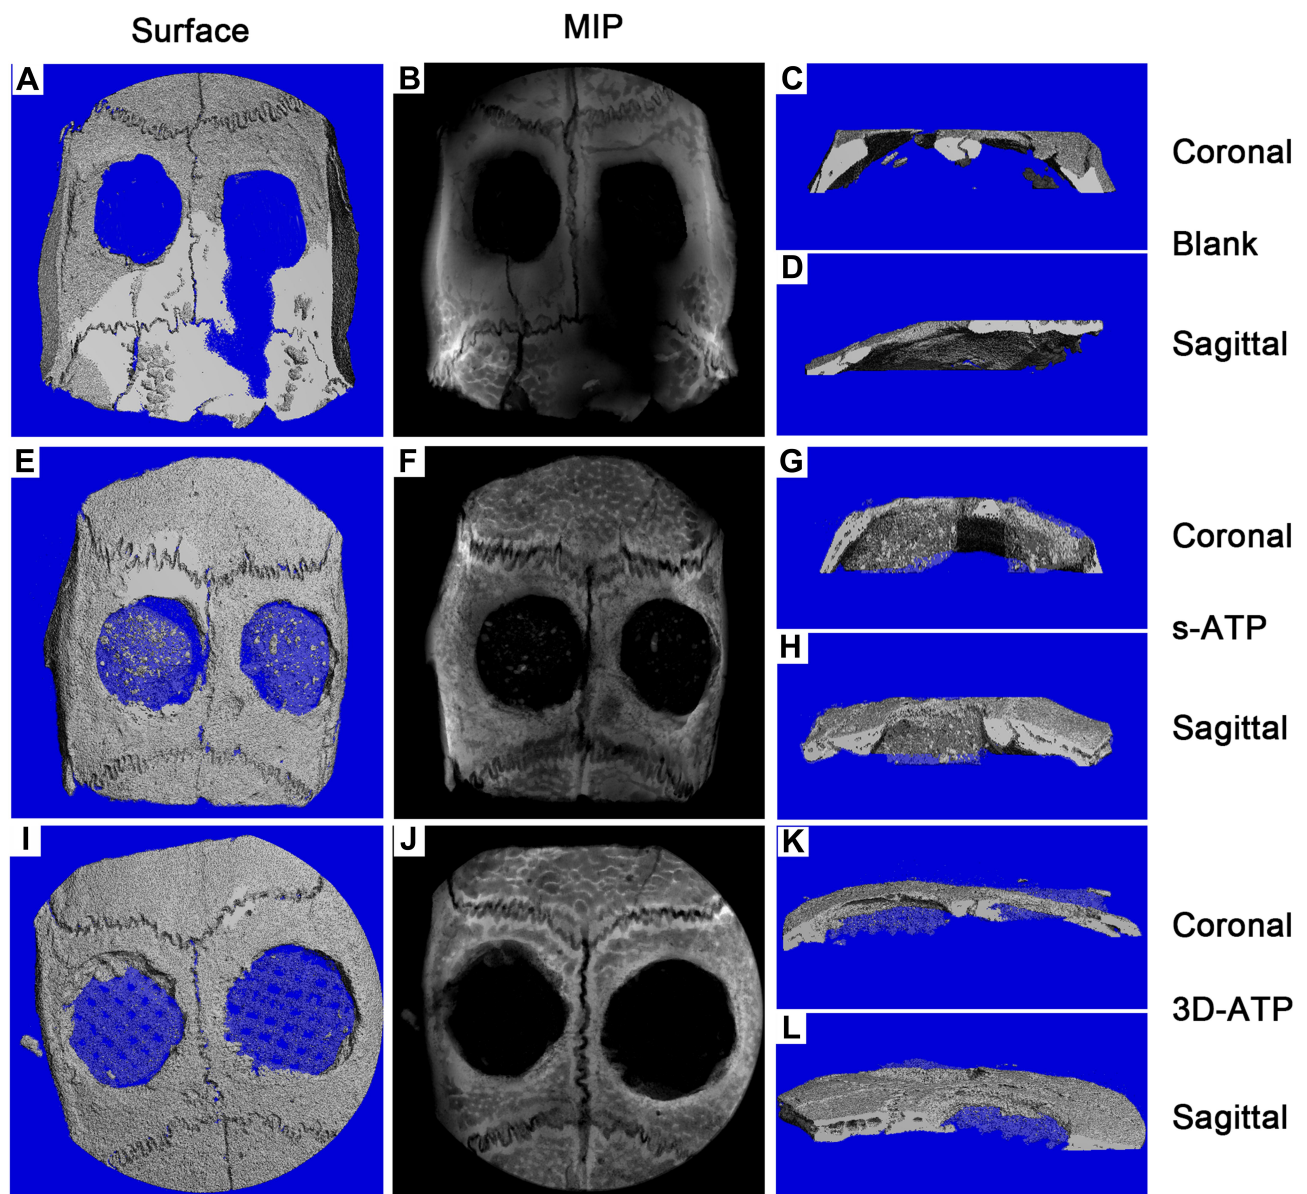 Surface
MIP
A
B
C
Coronal
Blank
D
Sagittal
E
F
G
Coronal
s-ATP
H
Sagittal
I
J
K
Coronal
3D-ATP
L
Sagittal